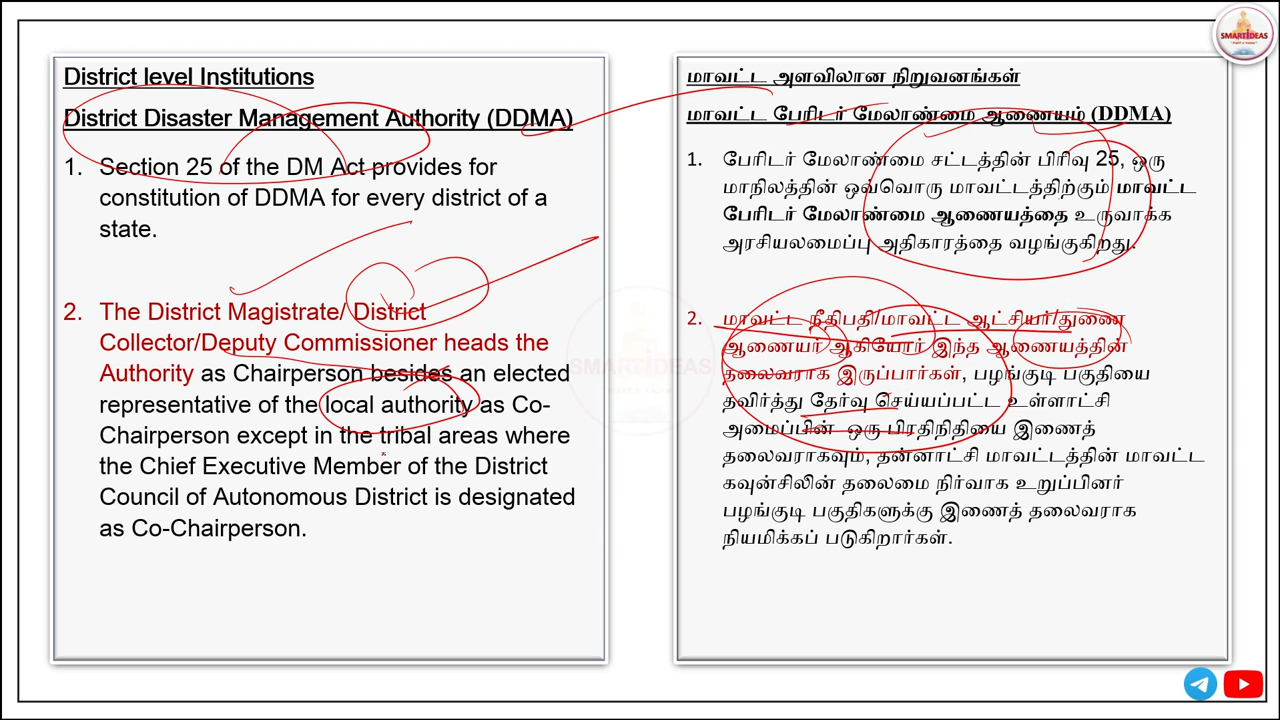 SMARTIDEAS
District level Institutions
District Disaster Management Authority (DDMA)
1. Section 25 of the DM Act provides for
constitution of DDMA for every district of a
state.
2. The District Magistrate/ District
Collector/Deputy Commissioner heads the
Authority as Chairperson besides an elected
representative of the local authority as Co-
Chairperson except in the tribal areas where
the Chief Executive Member of the District
Council of Autonomous District is designated
as Co-Chairperson.
மாவட்ட அளவிலான நிறுவனங்கள்
மாவட்ட பேரிடர் மேலாண்மை ஆணையம் (DDMA)
1. பேரிடர் மேலாண்மை சட்டத்தின் பிரிவு 25, ஒரு
மாநிலத்தின் ஒவ்வொரு மாவட்டத்திற்கும் மாவட்ட
பேரிடர் மேலாண்மை ஆணையத்தை உருவாக்க
அரசியலமைப்பு அதிகாரத்தை வழங்குகிறது.
2. மாவட்ட நீதிபதி/மாவட்ட ஆட்சியர்/துணை
ஆணையர் ஆகியோர் இந்த ஆணையத்தின்
தலைவராக இருப்பார்கள், பழங்குடி பகுதியை
தவிர்த்து தேர்வு செய்யப்பட்ட உள்ளாட்சி
அமைப்பின் ஒரு பிரதிநிதியை இணைத்
தலைவராகவும், தன்னாட்சி மாவட்டத்தின் மாவட்ட
கவுன்சிலின் தலைமை நிர்வாக உறுப்பினர்
பழங்குடி பகுதிகளுக்கு இணைத் தலைவராக
நியமிக்கப் படுகிறார்கள்.
SMARTIDEAS